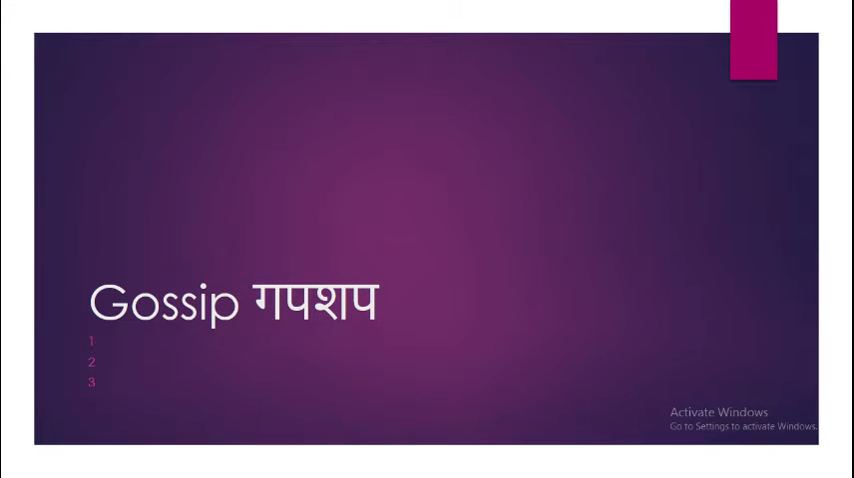 Gossip गपशप
1
2
3
Activate Windows
Go to Settings to activate Windows.